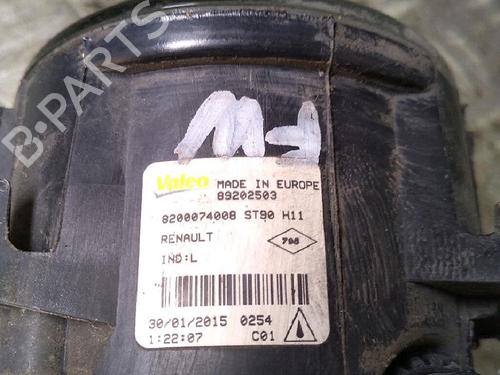 B-PARTS
Valeo MADE IN EUROPE
89202503
8200074008 ST90 H11
RENAULT
IND:L
30/01/2015 0254
1:22:07 C01